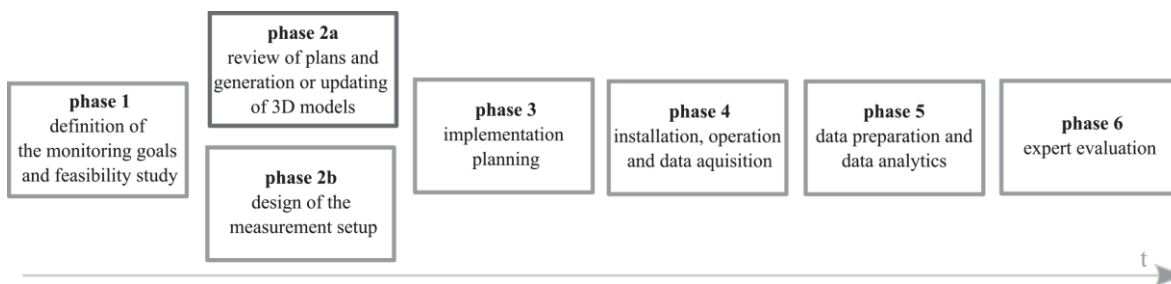 phase 1
definition of
the monitoring goals
and feasibility study
phase 2a
review of plans and
generation or updating
of 3D models
phase 2b
design of the
measurement setup
phase 3
implementation
planning
phase 4
installation, operation
and data aquisition
phase 5
data preparation and
data analytics
phase 6
expert evaluation
t